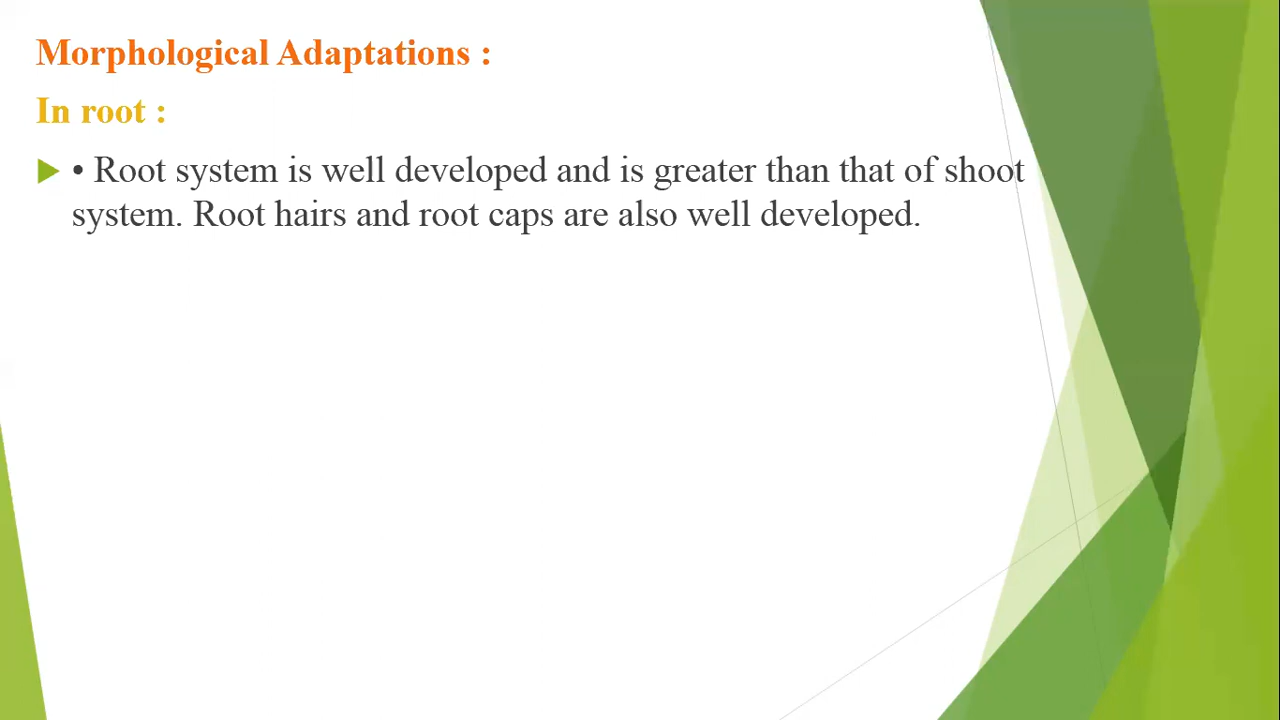 Morphological Adaptations :
In root :
• Root system is well developed and is greater than that of shoot
system. Root hairs and root caps are also well developed.